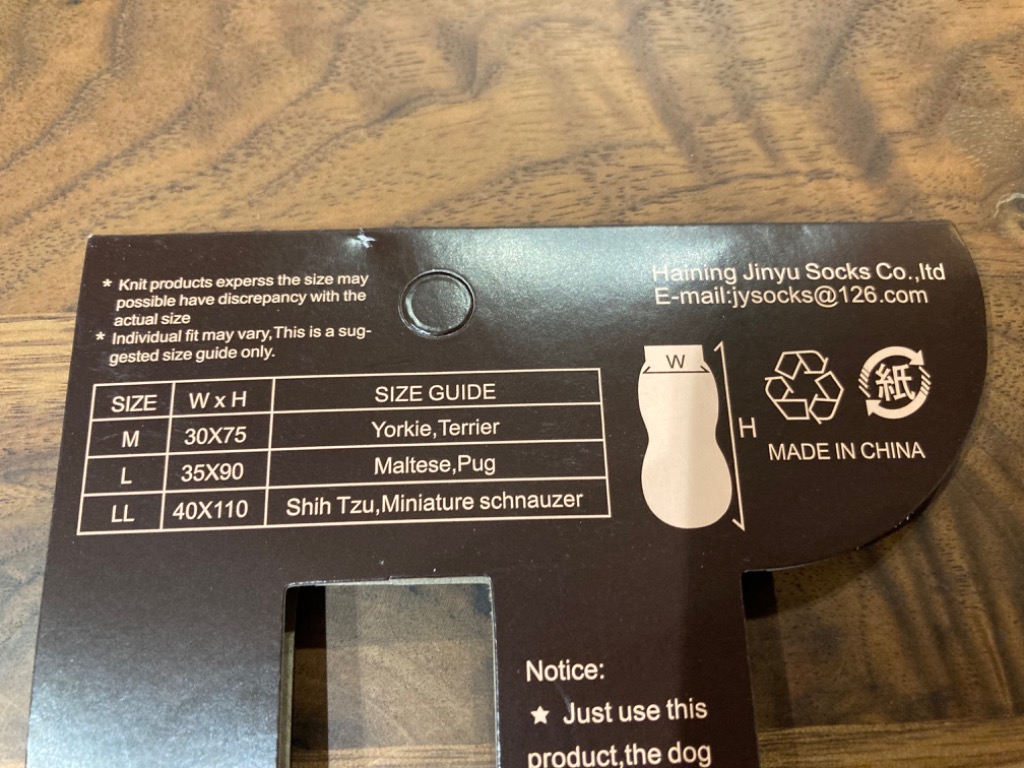 * Knit products experss the size may
possible have discrepancy with the
actual size
* Individual fit may vary,This is a sug-
gested size guide only.
SIZE W x H SIZE GUIDE
M 30X75 Yorkie,Terrier
L 35X90 Maltese,Pug
LL 40X110 Shih Tzu,Miniature schnauzer
Haining Jinyu Socks Co.,ltd
E-mail:jysocks@126.com
W
H
紙
MADE IN CHINA
Notice:
★ Just use this
product,the dog